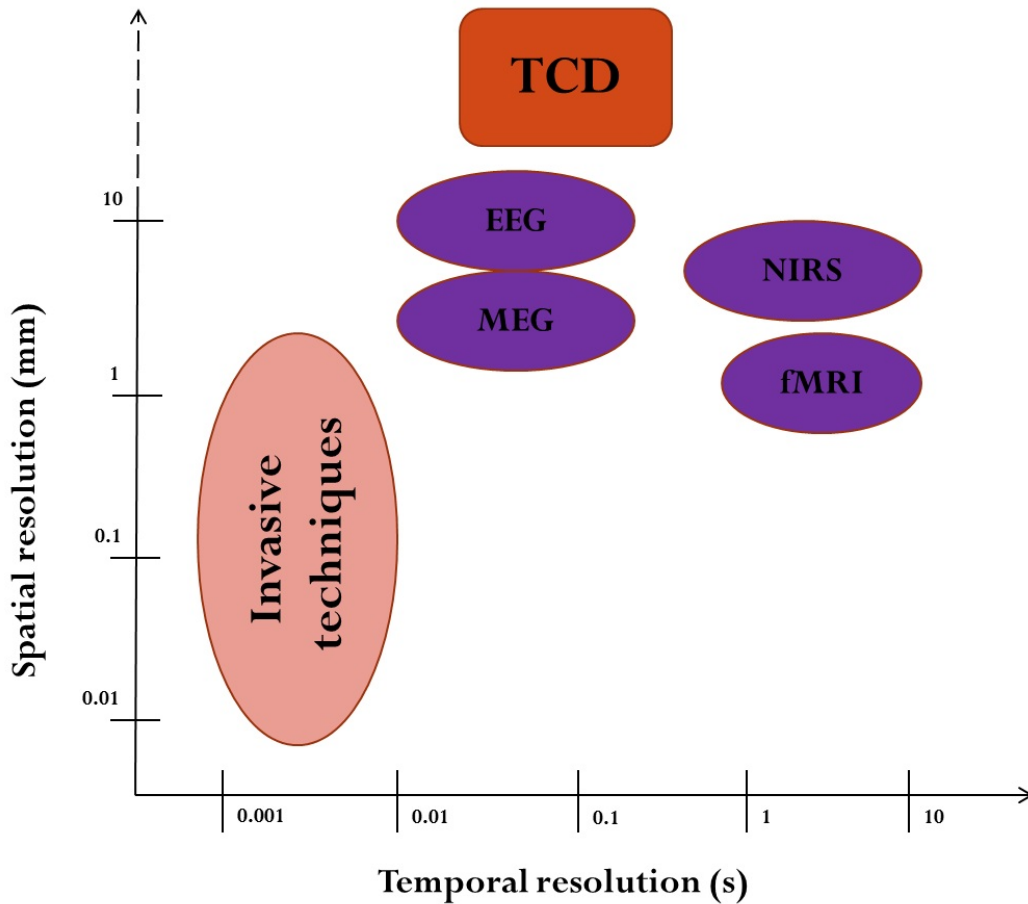 TCD
10
EEG
NIRS
MEG
fMRI
1
Invasive
techniques
0.1
0.01
Spatial resolution (mm)
0.001
0.01
0.1
1
10
Temporal resolution (s)